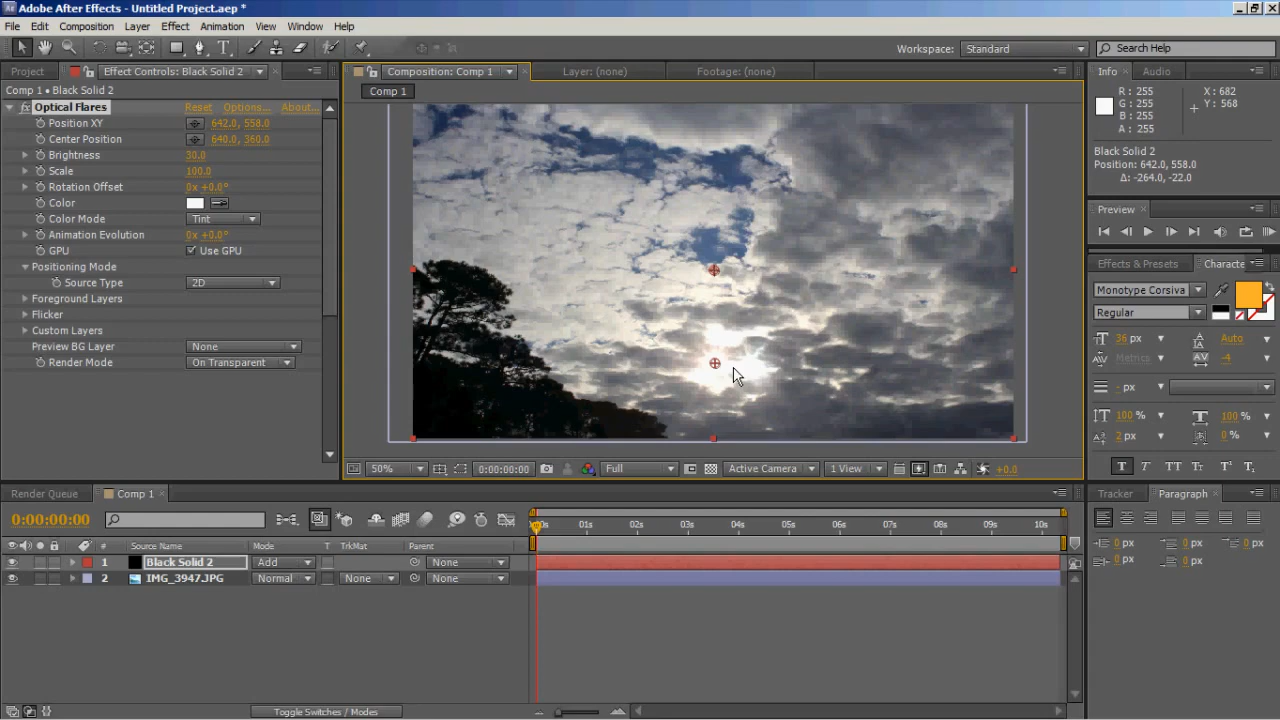 Adobe After Effects - Untitled Project.aep *
File Edit Composition Layer Effect Animation View Window Help
Workspace: Standard Search Help
Project Effect Controls: Black Solid 2 Composition: Comp 1 Layer: (none) Footage: (none) Info Audio
Comp 1 • Black Solid 2
Comp 1
Optical Flares Reset Options... About...
Position XY 642.0, 558.0
Center Position 640.0, 360.0
Brightness 30.0
Scale 100.0
Rotation Offset 0x +0.0°
Color
Color Mode Tint
Animation Evolution 0x +0.0°
GPU Use GPU
Positioning Mode
Source Type 2D
Foreground Layers
Flicker
Custom Layers
Preview BG Layer None
Render Mode On Transparent
R: 255 X: 682
G: 255 Y: 568
B: 255
A: 255
Black Solid 2
Position: 642.0, 558.0
Δ: -264.0, -22.0
Preview
Effects & Presets Characte
Monotype Corsiva
Regular
36 px Auto
Metrics -4
- px
100 % 100 %
2 px 0 %
T T TT Tr T¹ T₁
50% 0:00:00:00 Full Active Camera 1 View +0.0
Render Queue Comp 1
0:00:00:00
01s 02s 03s 04s 05s 06s 07s 08s 09s 10s
# Source Name Mode T TrkMat Parent
1 Black Solid 2 Add None
2 IMG_3947.JPG Normal None None
Toggle Switches / Modes
Tracker Paragraph
0 px 0 px 0 px
0 px 0 px